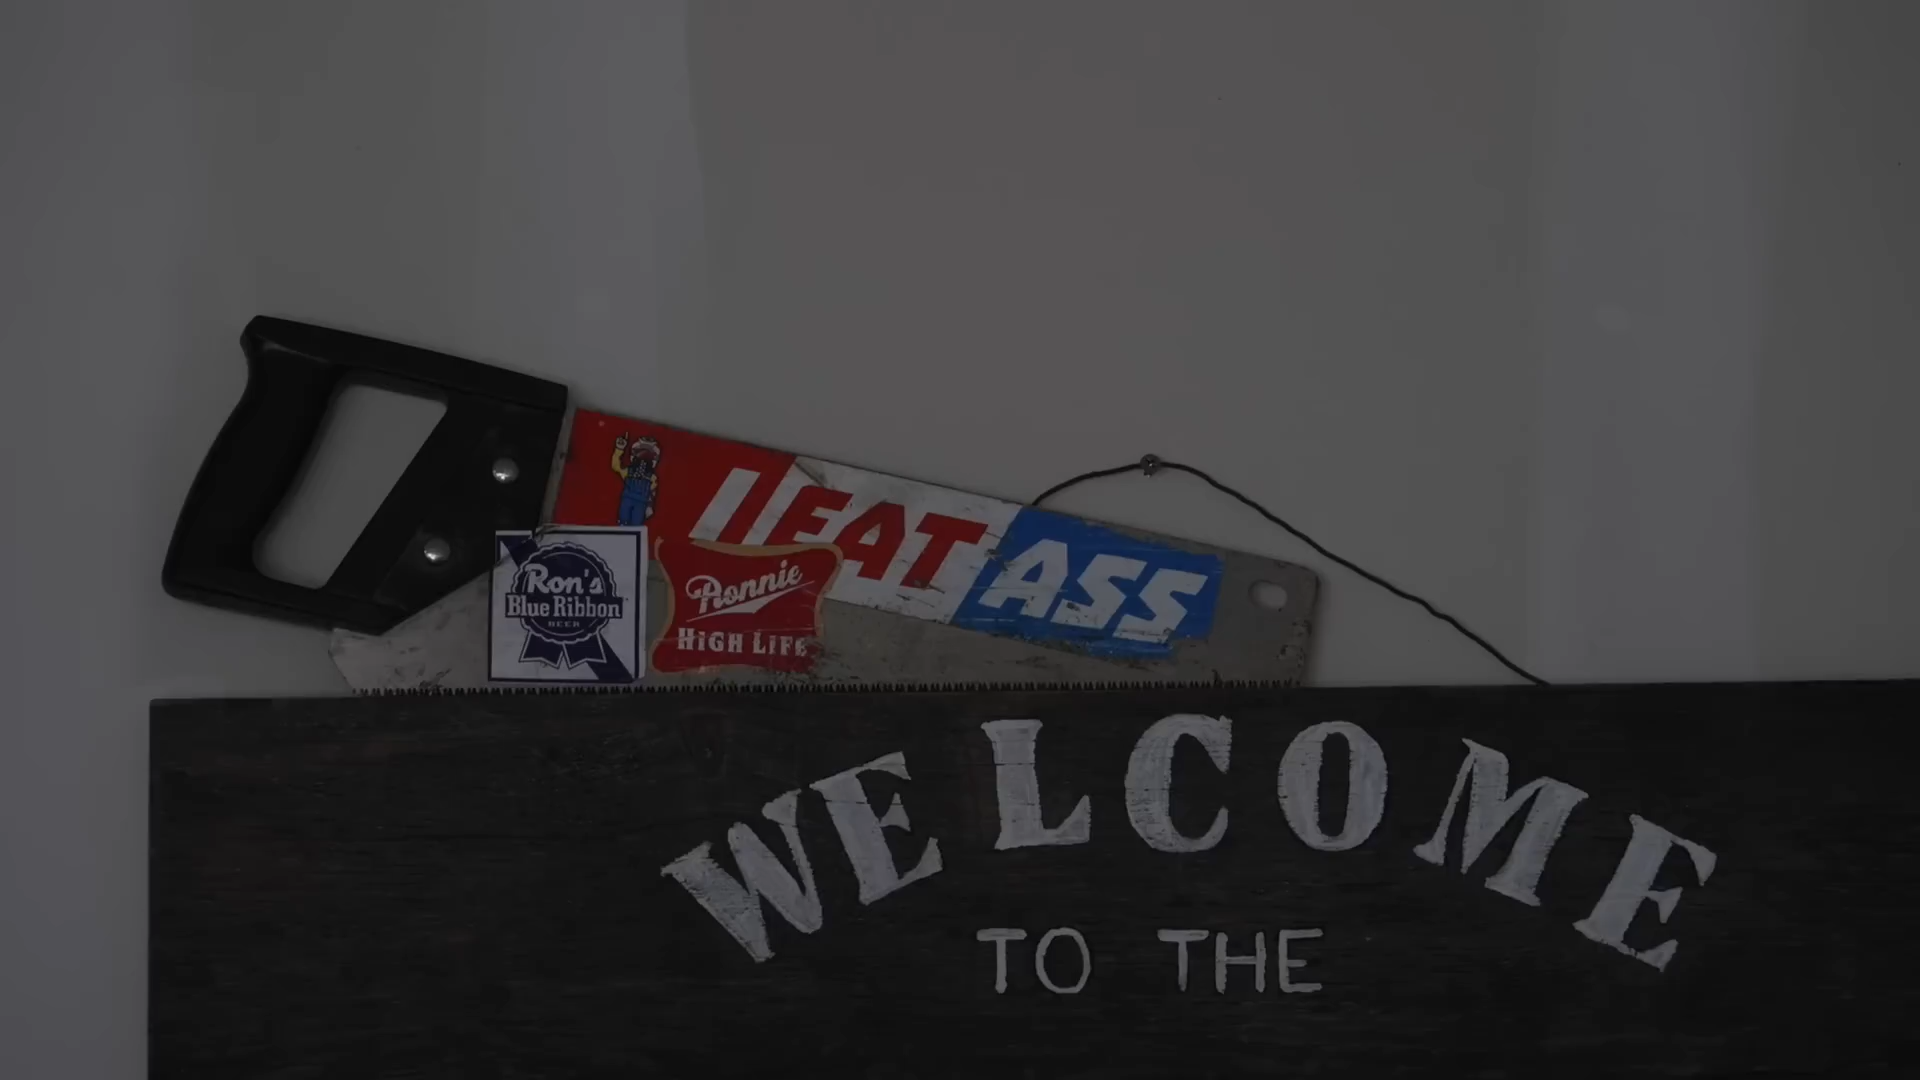 I EAT ASS
Ron's
Blue Ribbon
BEER
Ronnie
HIGH LIFE
WELCOME
TO THE